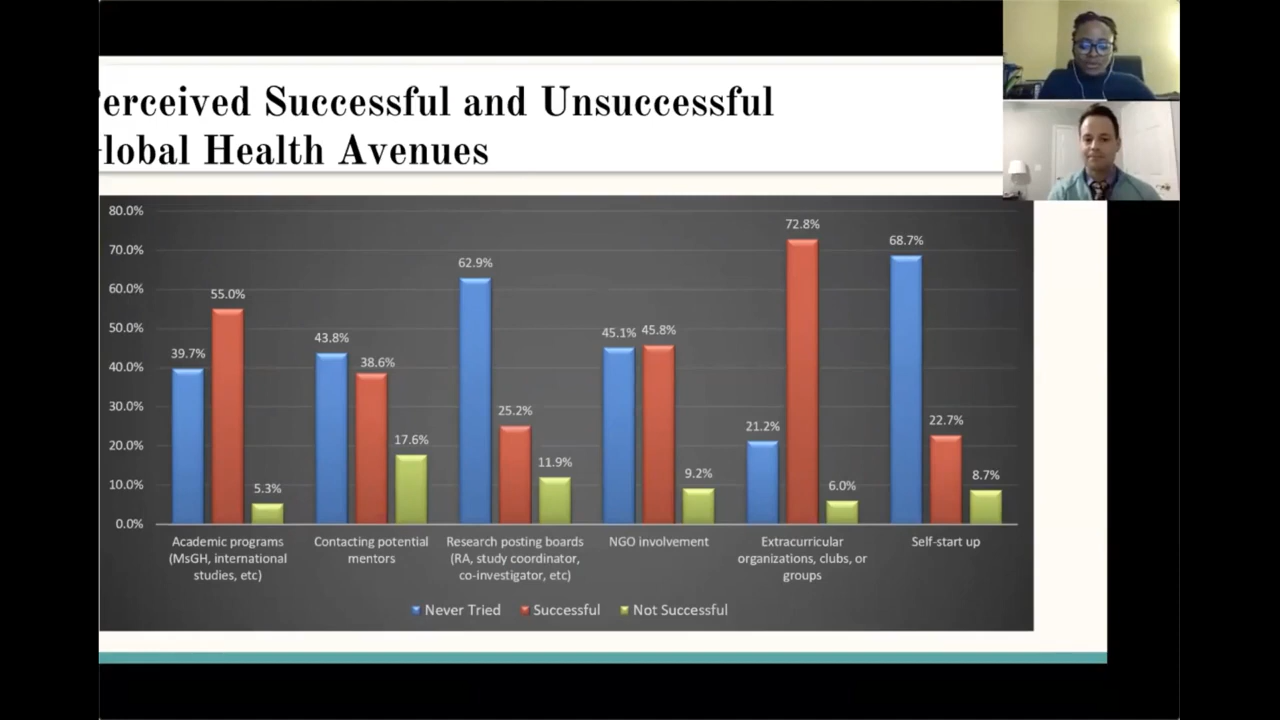 erceived Successful and Unsuccessful
lobal Health Avenues
80.0%
70.0%
60.0%
50.0%
40.0%
30.0%
20.0%
10.0%
0.0%
39.7%
55.0%
5.3%
43.8%
38.6%
17.6%
62.9%
25.2%
11.9%
45.1%
45.8%
9.2%
21.2%
72.8%
6.0%
68.7%
22.7%
8.7%
Academic programs
(MsGH, international
studies, etc)
Contacting potential
mentors
Research posting boards
(RA, study coordinator,
co-investigator, etc)
NGO involvement
Extracurricular
organizations, clubs, or
groups
Self-start up
Never Tried
Successful
Not Successful